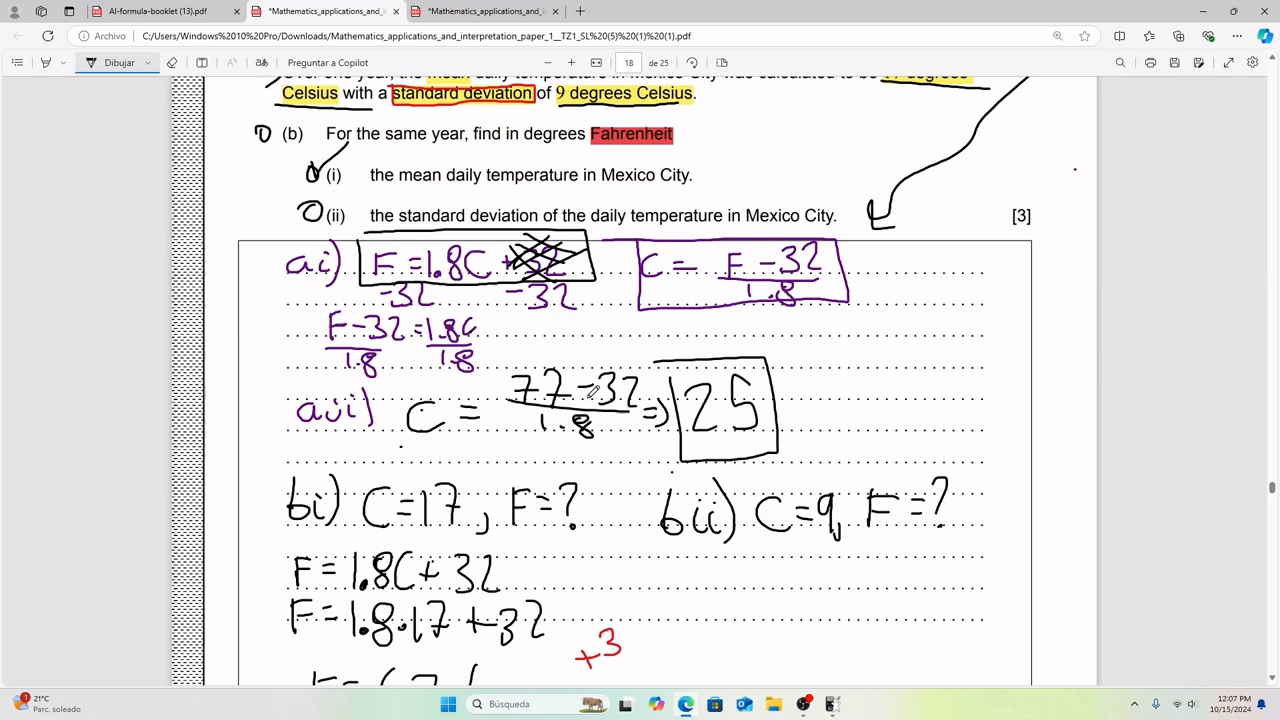 AI-formula-booklet (13).pdf
*Mathematics_applications_and_i
*Mathematics_applications_and_in
Archivo
C:/Users/Windows%2010%20Pro/Downloads/Mathematics_applications_and_interpretation_paper_1__TZ1_SL%20(5)%20(1)%20(1).pdf
Dibujar
Preguntar a Copilot
18
de 25
Celsius with a standard deviation of 9 degrees Celsius.
(b) For the same year, find in degrees Fahrenheit
(i) the mean daily temperature in Mexico City.
(ii) the standard deviation of the daily temperature in Mexico City. [3]
ai) F = 1.8C + 32 C = F - 32
-32 -32 1.8
F - 32 = 1.8C
1.8 1.8
aii) C = 77 - 32 => 25
1.8
bi) C = 17, F = ? bii) C = 9, F = ?
F = 1.8C + 32
F = 1.8·17 + 32
+3
21°C
Parc. soleado
Búsqueda
12:07 PM
10/15/2024